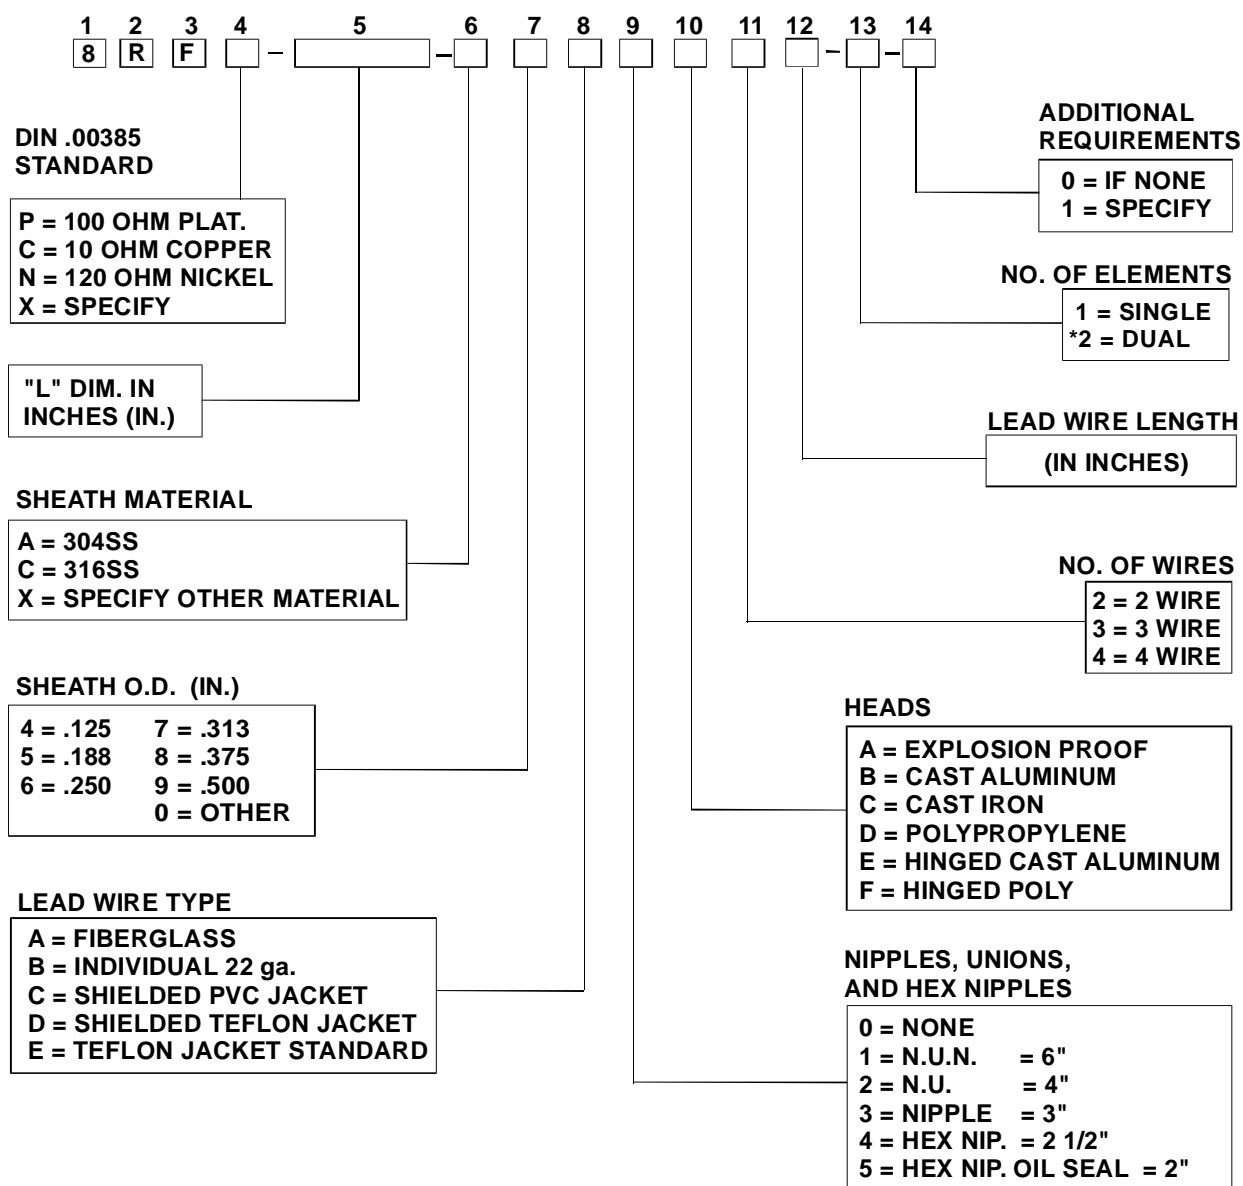 1 2 3 4 5 6 7 8 9 10 11 12 13 14
8 R F - - - -
DIN .00385
STANDARD
P = 100 OHM PLAT.
C = 10 OHM COPPER
N = 120 OHM NICKEL
X = SPECIFY
"L" DIM. IN
INCHES (IN.)
SHEATH MATERIAL
A = 304SS
C = 316SS
X = SPECIFY OTHER MATERIAL
SHEATH O.D. (IN.)
4 = .125 7 = .313
5 = .188 8 = .375
6 = .250 9 = .500
0 = OTHER
LEAD WIRE TYPE
A = FIBERGLASS
B = INDIVIDUAL 22 ga.
C = SHIELDED PVC JACKET
D = SHIELDED TEFLON JACKET
E = TEFLON JACKET STANDARD
ADDITIONAL
REQUIREMENTS
0 = IF NONE
1 = SPECIFY
NO. OF ELEMENTS
1 = SINGLE
*2 = DUAL
LEAD WIRE LENGTH
(IN INCHES)
NO. OF WIRES
2 = 2 WIRE
3 = 3 WIRE
4 = 4 WIRE
HEADS
A = EXPLOSION PROOF
B = CAST ALUMINUM
C = CAST IRON
D = POLYPROPYLENE
E = HINGED CAST ALUMINUM
F = HINGED POLY
NIPPLES, UNIONS,
AND HEX NIPPLES
0 = NONE
1 = N.U.N. = 6"
2 = N.U. = 4"
3 = NIPPLE = 3"
4 = HEX NIP. = 2 1/2"
5 = HEX NIP. OIL SEAL = 2"